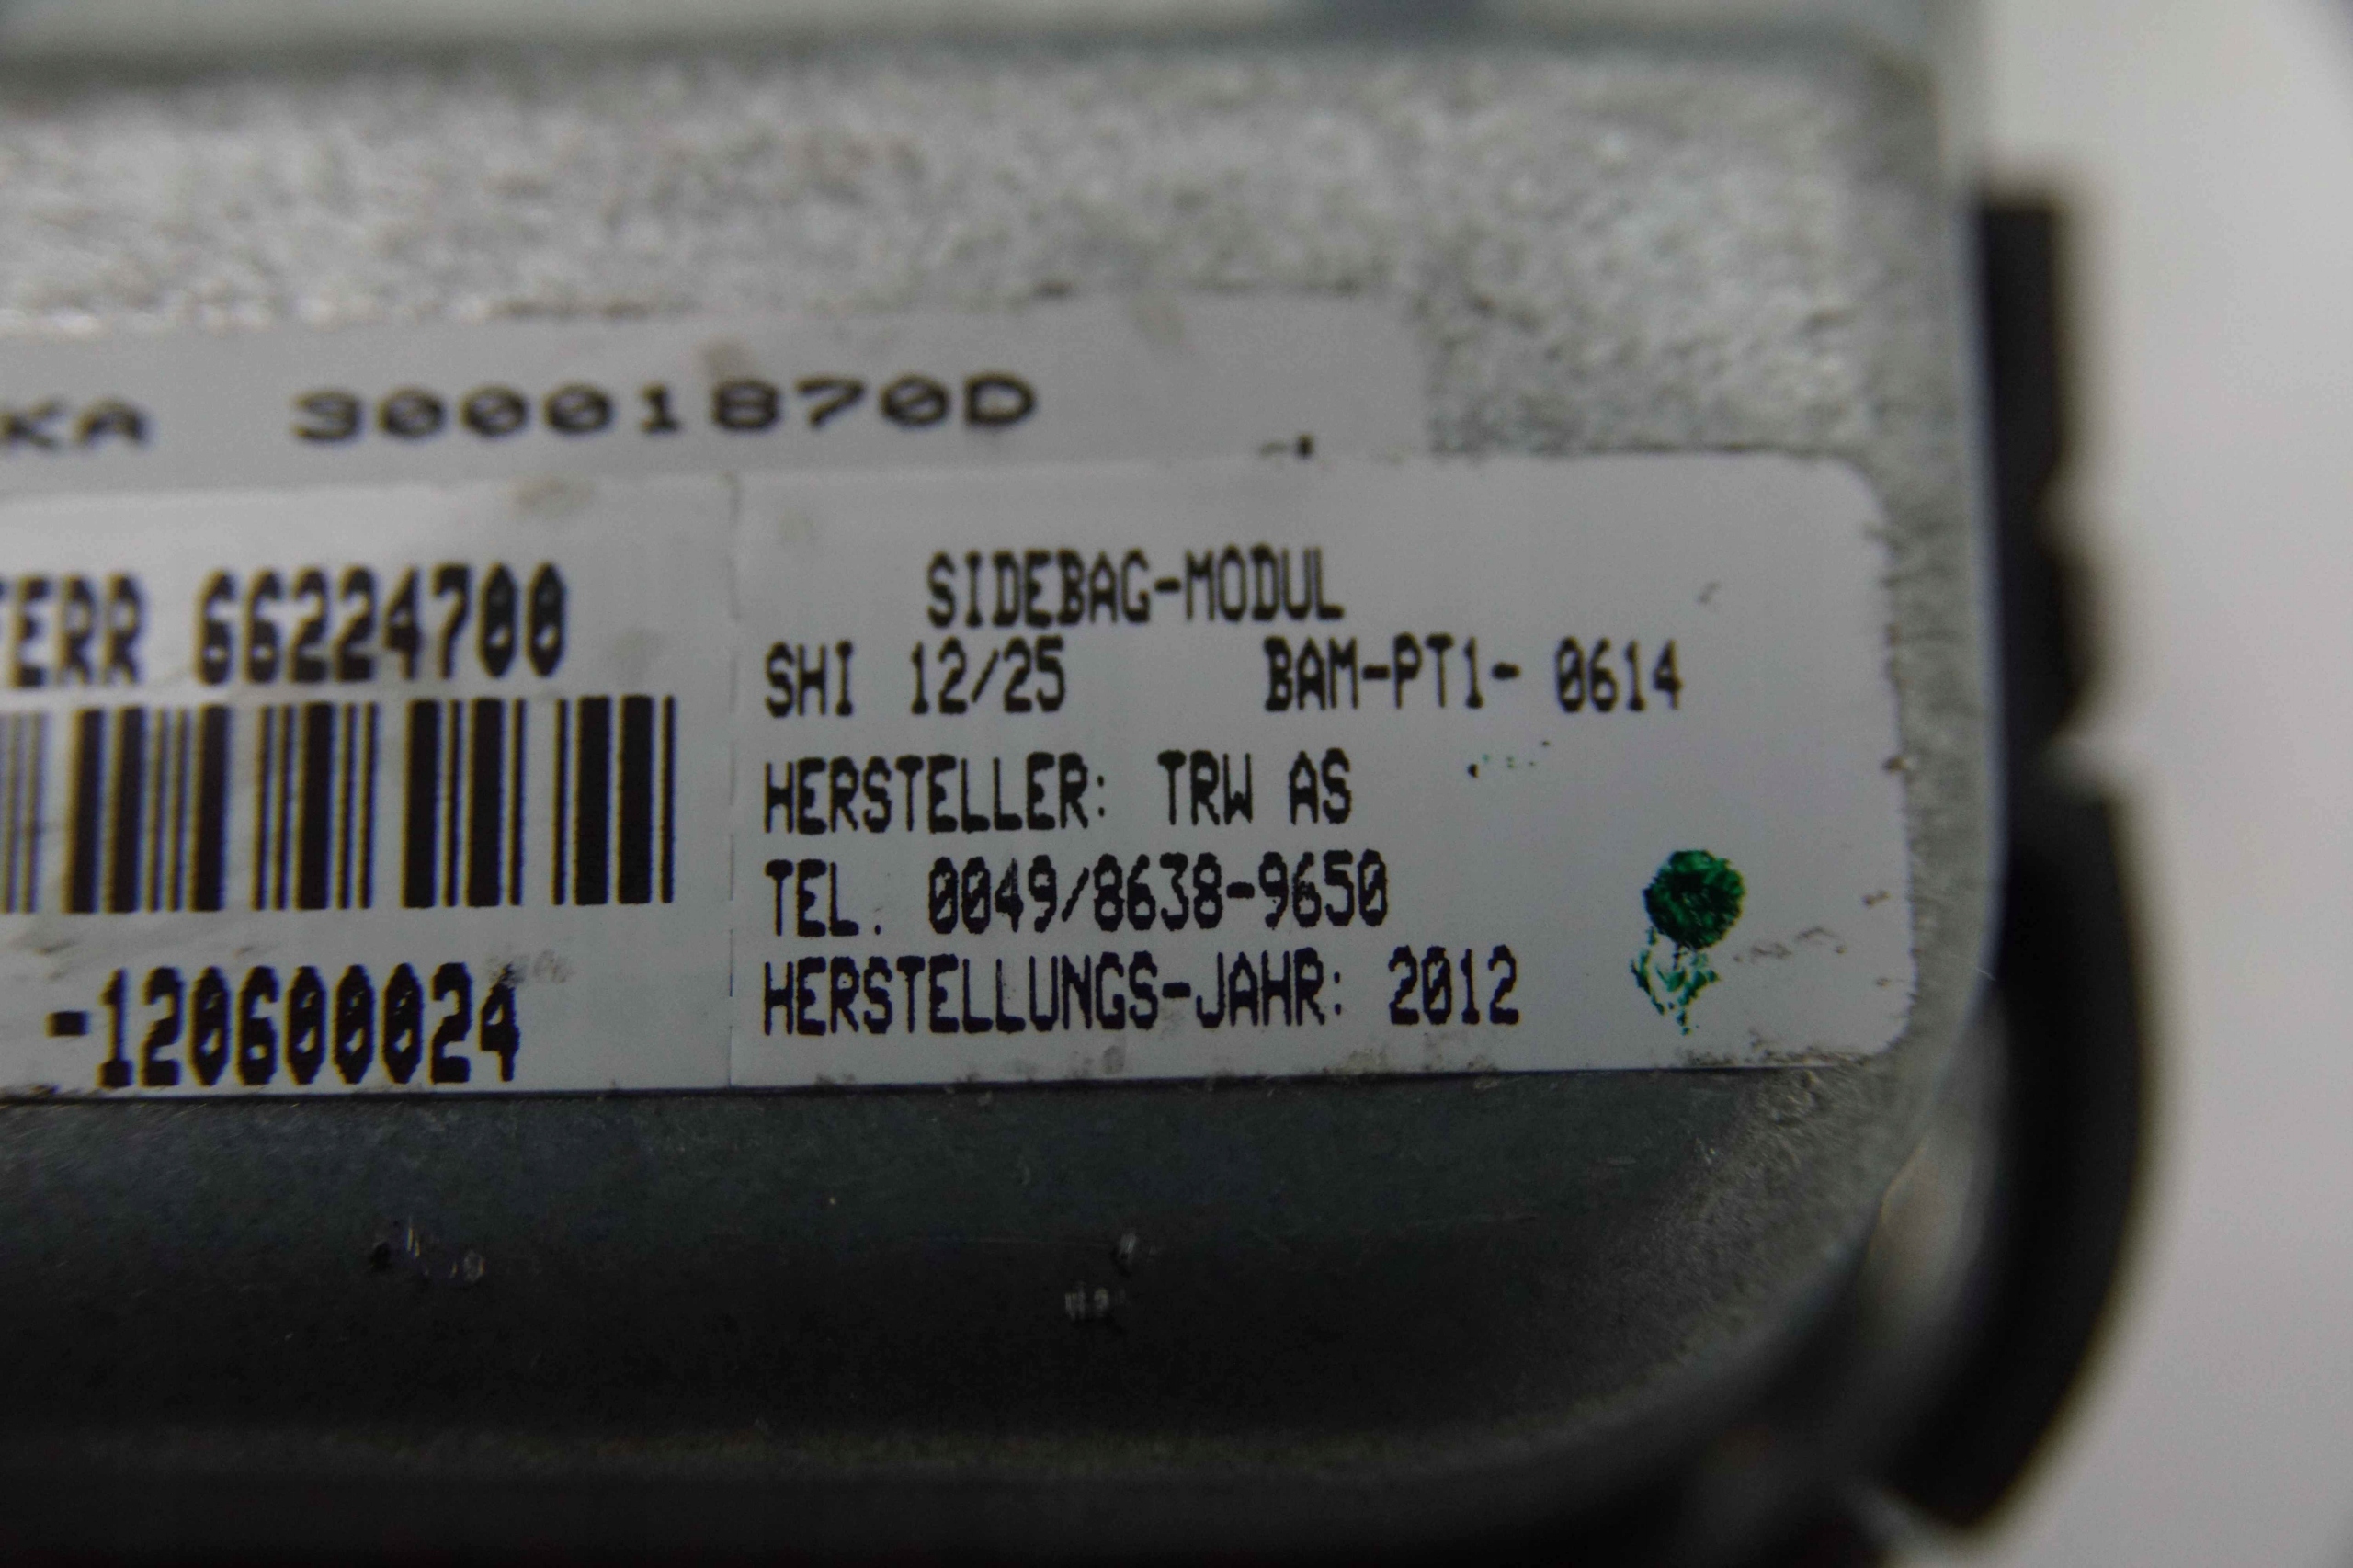 KA 30001870D
FERR 66224700
-120600024
SIDEBAG-MODUL
SHI 12/25 BAM-PT1- 0614
HERSTELLER: TRW AS
TEL. 0049/8638-9650
HERSTELLUNGS-JAHR: 2012